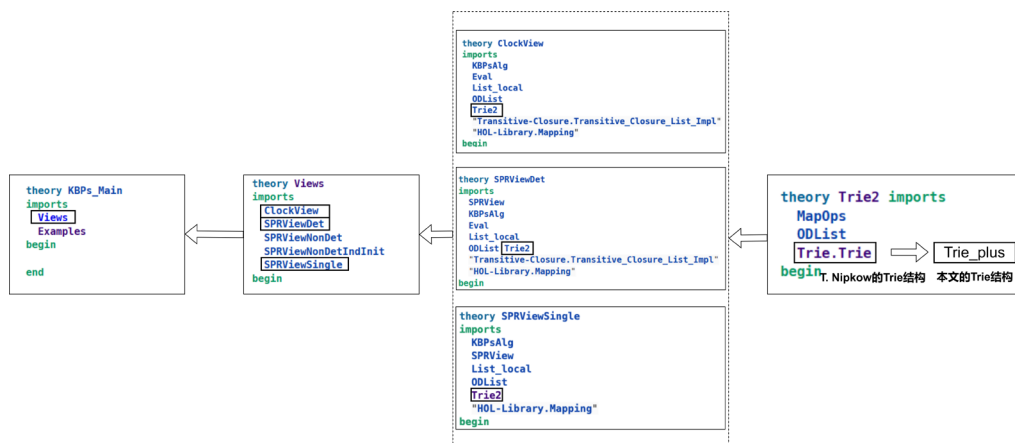 theory KBPs_Main
imports
Views
Examples
begin
end
theory Views
imports
ClockView
SPRViewDet
SPRViewNonDet
SPRViewNonDetIndInit
SPRViewSingle
begin
theory ClockView
imports
KBPsAlg
Eval
List_local
ODList
Trie2
"Transitive-Closure.Transitive_Closure_List_Impl"
"HOL-Library.Mapping"
begin
theory SPRViewDet
imports
SPRView
KBPsAlg
Eval
List_local
ODList Trie2
"Transitive-Closure.Transitive_Closure_List_Impl"
"HOL-Library.Mapping"
begin
theory SPRViewSingle
imports
KBPsAlg
SPRView
List_local
ODList
Trie2
"HOL-Library.Mapping"
begin
theory Trie2 imports
MapOps
ODList
Trie.Trie Trie_plus
begin T. Nipkow的Trie结构 本文的Trie结构